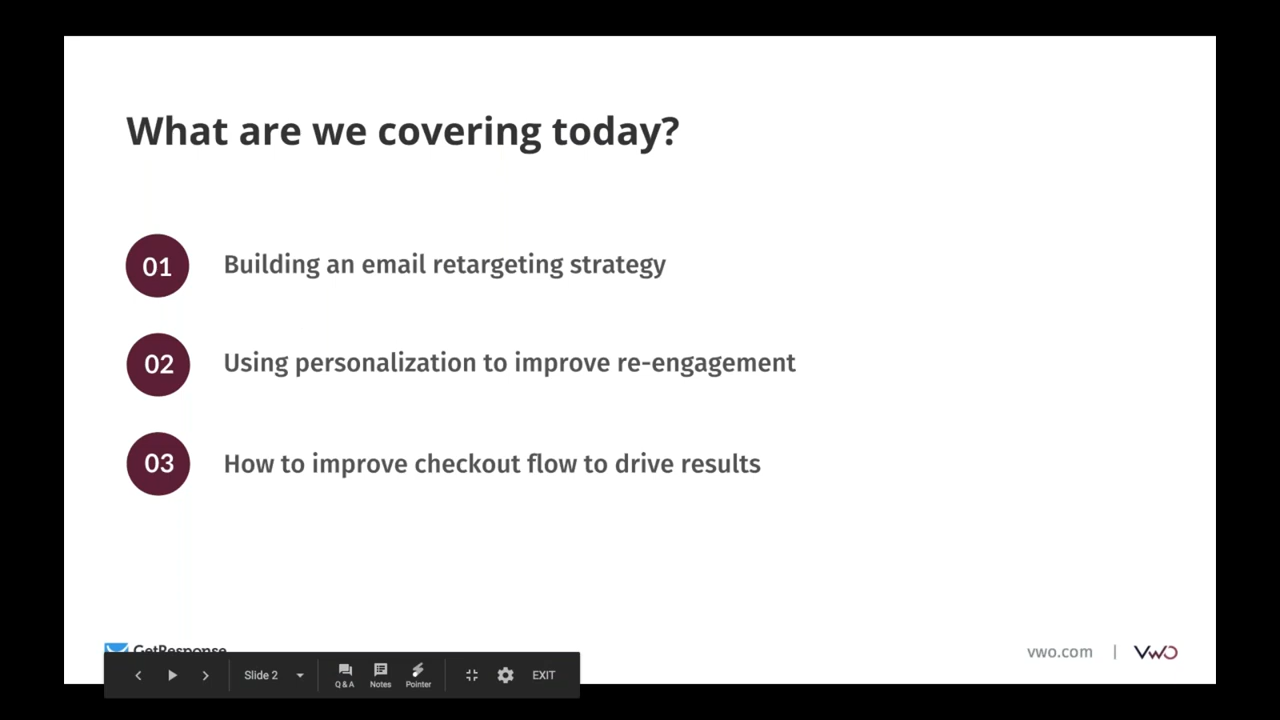 What are we covering today?
01 Building an email retargeting strategy
02 Using personalization to improve re-engagement
03 How to improve checkout flow to drive results
GetResponse
vwo.com | VWO
Slide 2 Q&A Notes Pointer EXIT